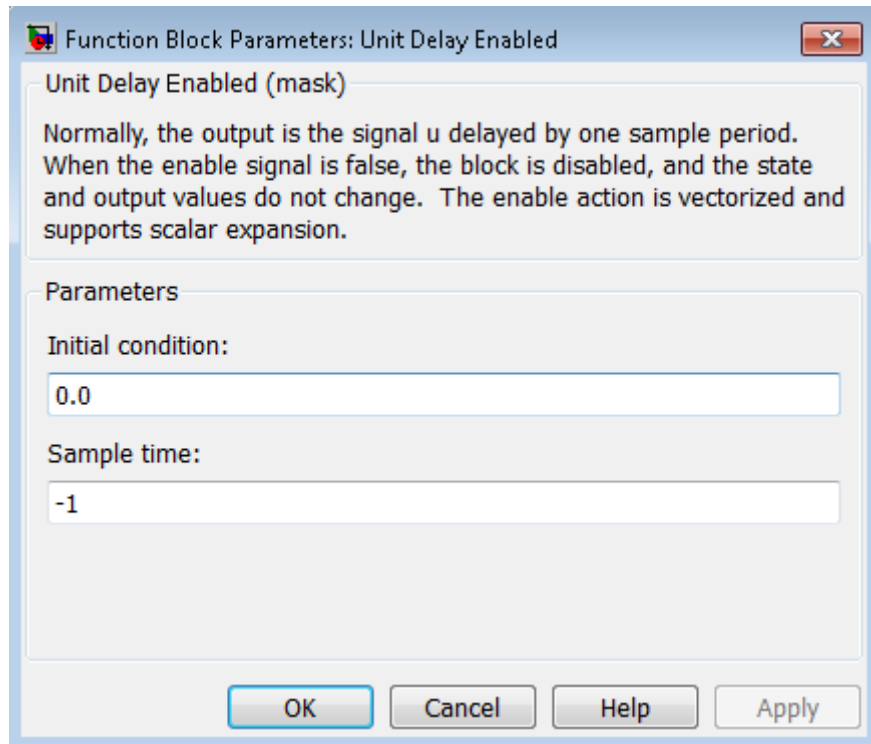 Function Block Parameters: Unit Delay Enabled
Unit Delay Enabled (mask)
Normally, the output is the signal u delayed by one sample period.
When the enable signal is false, the block is disabled, and the state
and output values do not change.  The enable action is vectorized and
supports scalar expansion.
Parameters
Initial condition:
0.0
Sample time:
-1
OK Cancel Help Apply